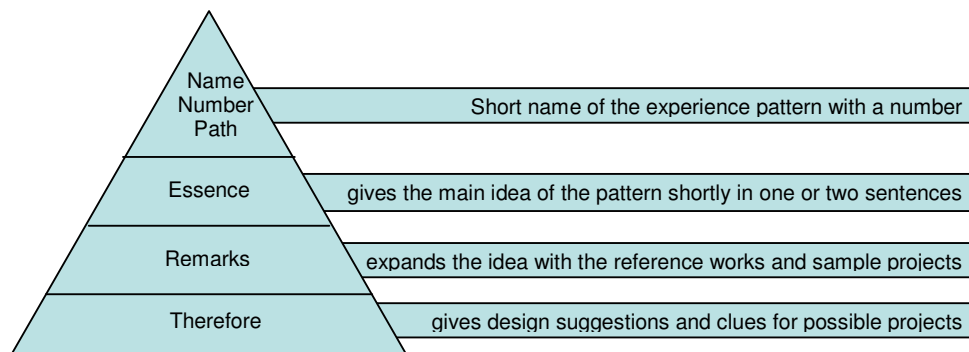 Name
Number
Path
Short name of the experience pattern with a number
Essence
gives the main idea of the pattern shortly in one or two sentences
Remarks
expands the idea with the reference works and sample projects
Therefore
gives design suggestions and clues for possible projects